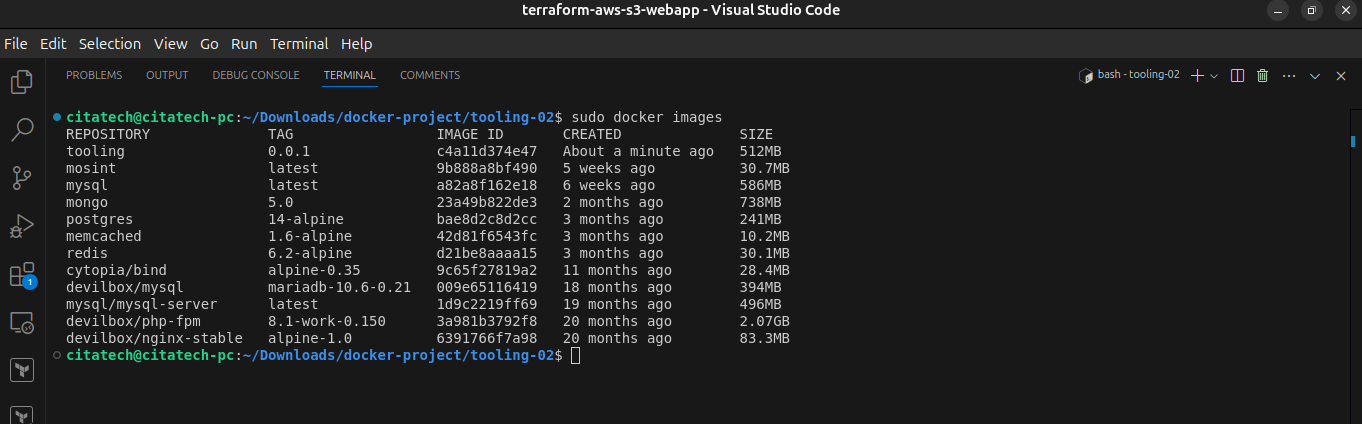 terraform-aws-s3-webapp - Visual Studio Code
File Edit Selection View Go Run Terminal Help
PROBLEMS OUTPUT DEBUG CONSOLE TERMINAL COMMENTS bash - tooling-02
citatech@citatech-pc:~/Downloads/docker-project/tooling-02$ sudo docker images
REPOSITORY TAG IMAGE ID CREATED SIZE
tooling 0.0.1 c4a11d374e47 About a minute ago 512MB
mosint latest 9b888a8bf490 5 weeks ago 30.7MB
mysql latest a82a8f162e18 6 weeks ago 586MB
mongo 5.0 23a49b822de3 2 months ago 738MB
postgres 14-alpine bae8d2c8d2cc 3 months ago 241MB
memcached 1.6-alpine 42d81f6543fc 3 months ago 10.2MB
redis 6.2-alpine d21be8aaaa15 3 months ago 30.1MB
cytopia/bind alpine-0.35 9c65f27819a2 11 months ago 28.4MB
devilbox/mysql mariadb-10.6-0.21 009e65116419 18 months ago 394MB
mysql/mysql-server latest 1d9c2219ff69 19 months ago 496MB
devilbox/php-fpm 8.1-work-0.150 3a981b3792f8 20 months ago 2.07GB
devilbox/nginx-stable alpine-1.0 6391766f7a98 20 months ago 83.3MB
citatech@citatech-pc:~/Downloads/docker-project/tooling-02$
1